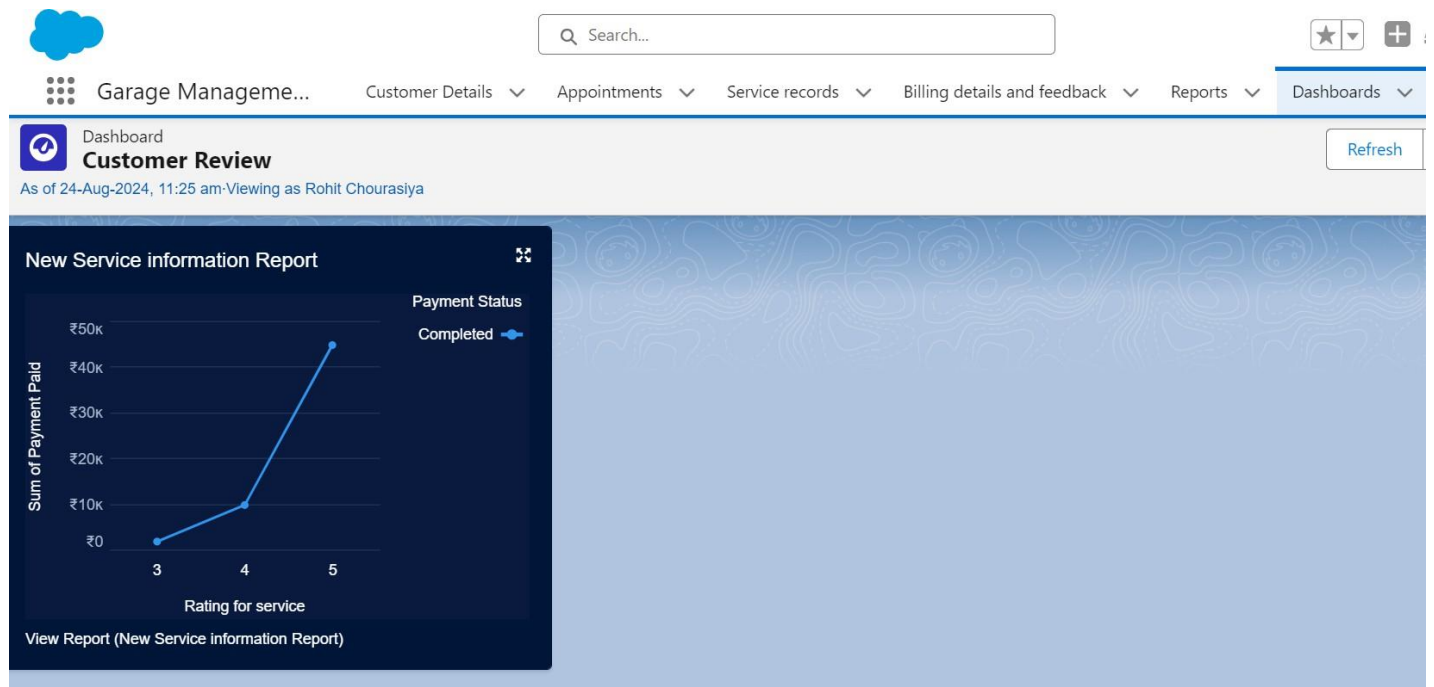 Search...
Garage Manageme...
Customer Details
Appointments
Service records
Billing details and feedback
Reports
Dashboards
Dashboard
Customer Review
Refresh
As of 24-Aug-2024, 11:25 am·Viewing as Rohit Chourasiya
New Service information Report
Payment Status
Completed
Sum of Payment Paid
₹50K
₹40K
₹30K
₹20K
₹10K
₹0
3 4 5
Rating for service
View Report (New Service information Report)